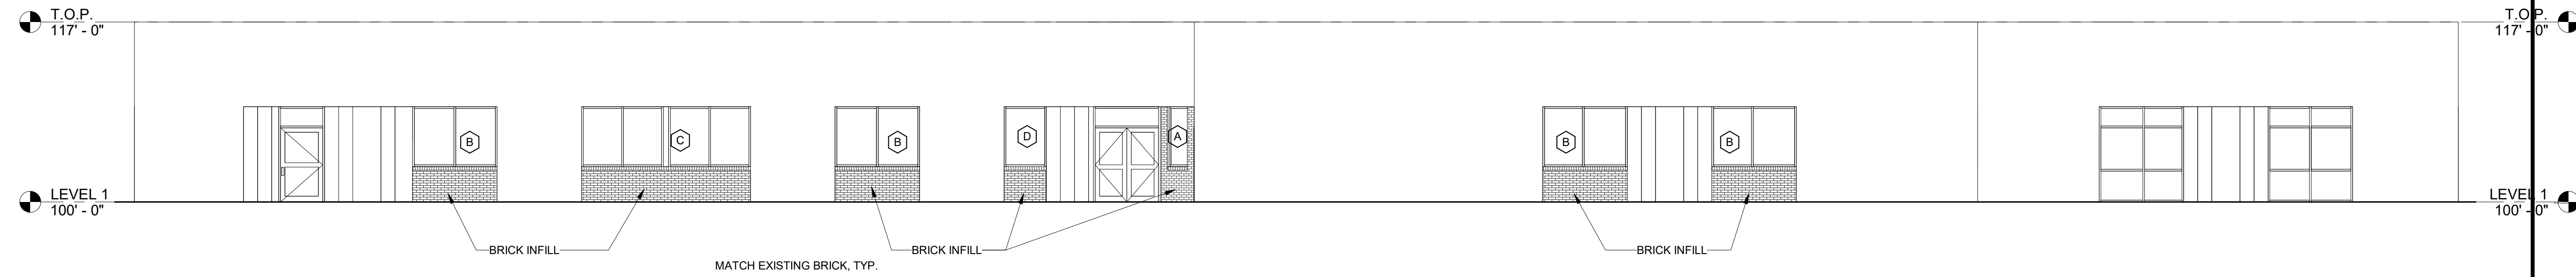 T.O.P.
117' - 0"
T.O.P.
117' - 0"
B
C
B
D
A
B
B
LEVEL 1
100' - 0"
LEVEL 1
100' - 0"
BRICK INFILL
BRICK INFILL
BRICK INFILL
MATCH EXISTING BRICK, TYP.